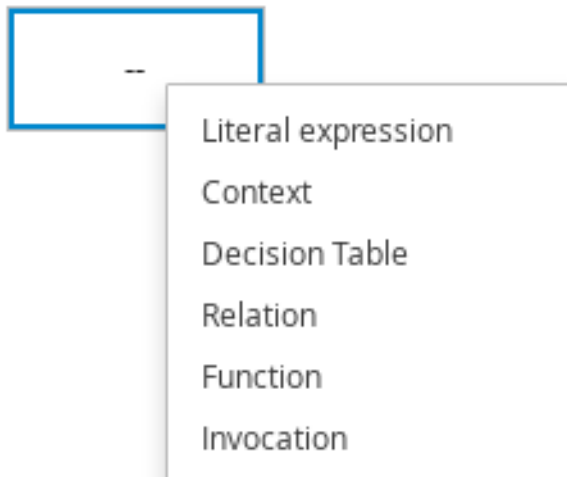 --
Literal expression
Context
Decision Table
Relation
Function
Invocation